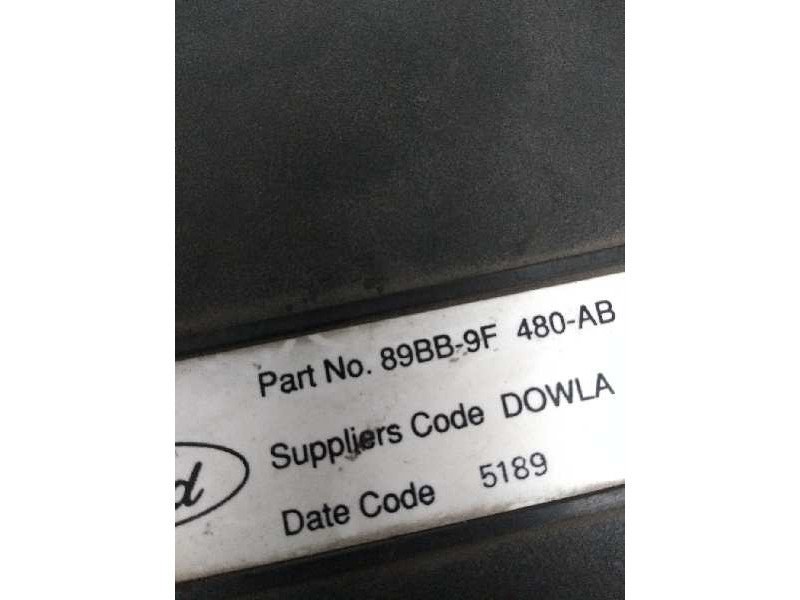 Part No. 89BB-9F 480-AB
Suppliers Code DOWLA
Date Code 5189